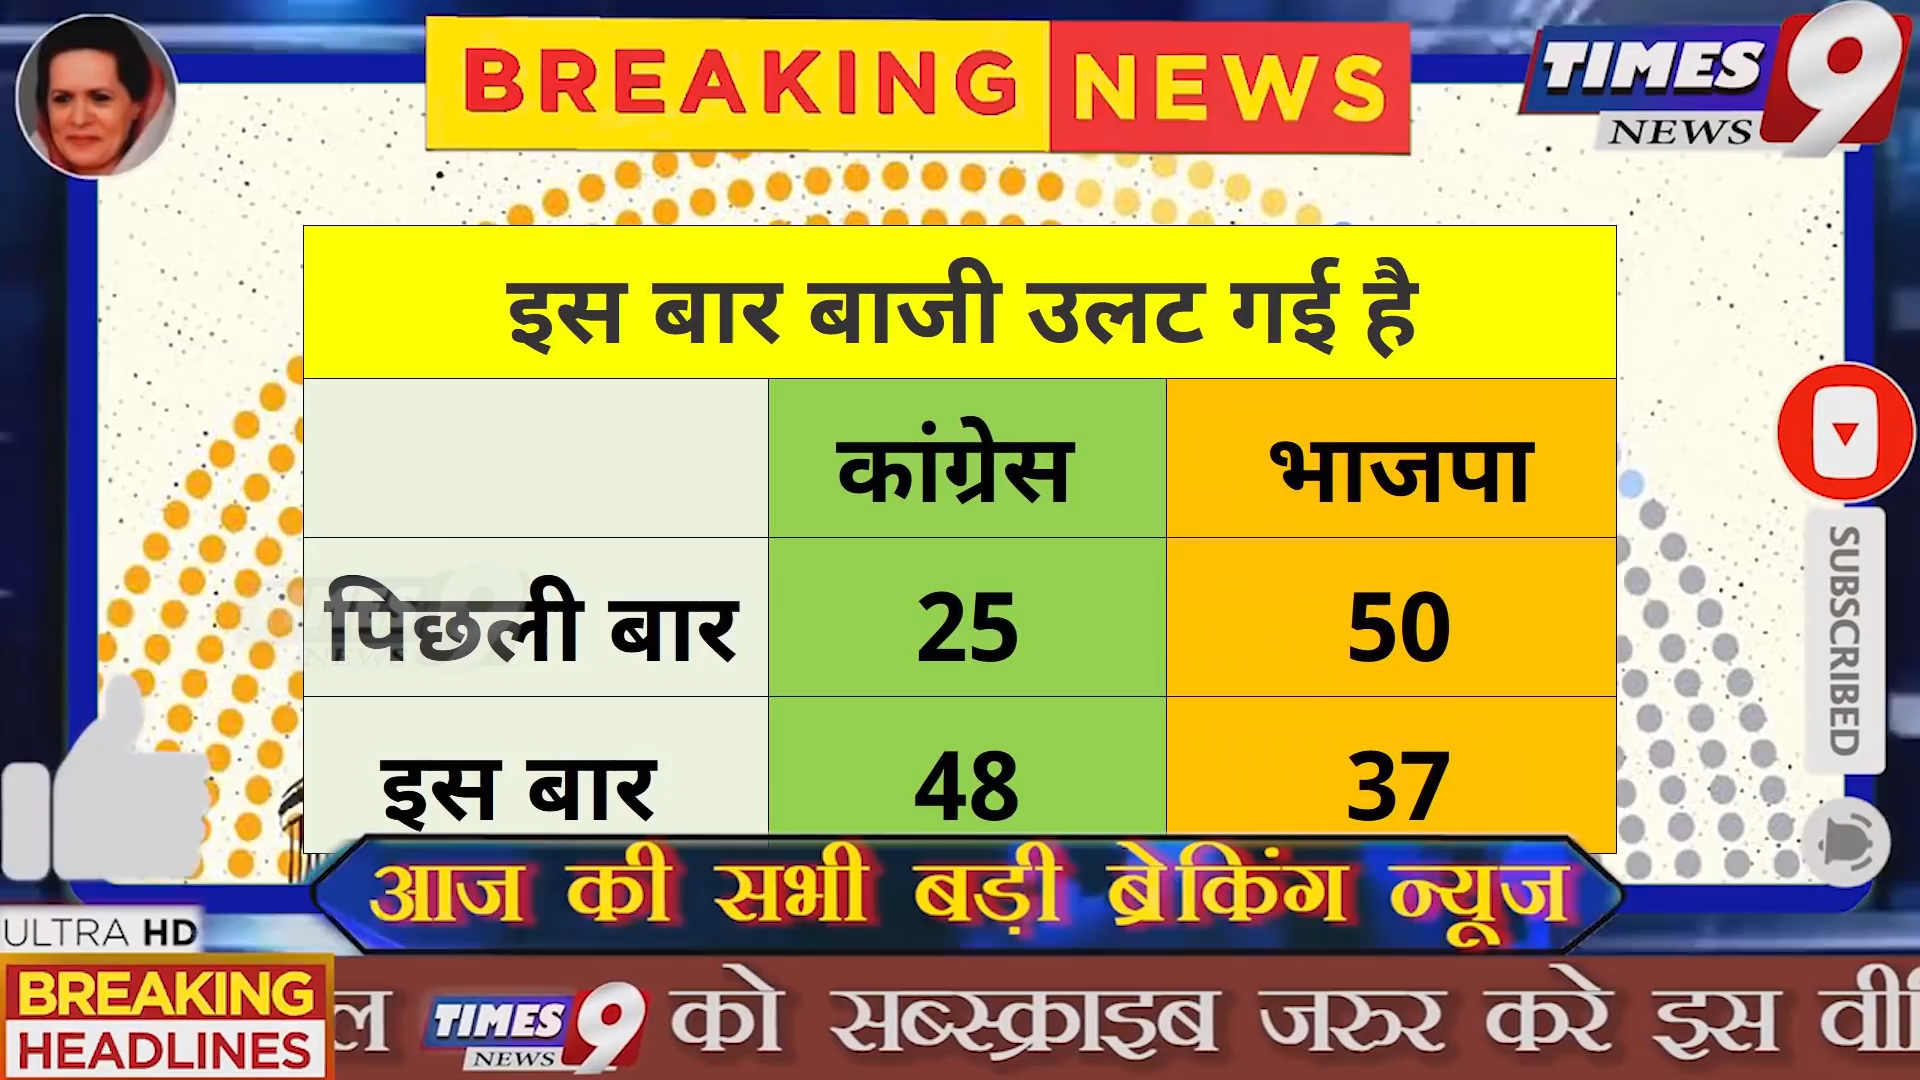 BREAKING NEWS
TIMES 9
NEWS
इस बार बाजी उलट गई है
कांग्रेस भाजपा
पिछली बार 25 50
इस बार 48 37
SUBSCRIBED
आज की सभी बड़ी ब्रेकिंग न्यूज
ULTRA HD
BREAKING
HEADLINES
ल TIMES 9 NEWS को सब्स्क्राइब जरुर करे इस वी